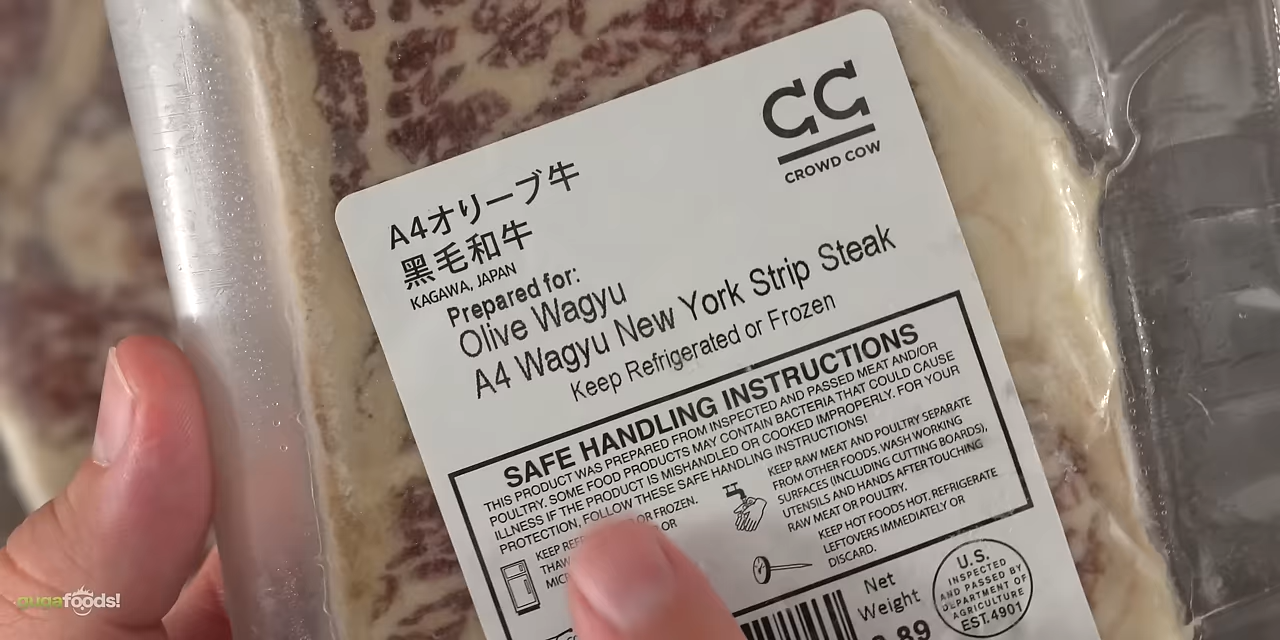 CC
CROWD COW
A4オリーブ牛
黒毛和牛
KAGAWA, JAPAN
Prepared for:
Olive Wagyu
A4 Wagyu New York Strip Steak
Keep Refrigerated or Frozen
SAFE HANDLING INSTRUCTIONS
THIS PRODUCT WAS PREPARED FROM INSPECTED AND PASSED MEAT AND/OR
POULTRY. SOME FOOD PRODUCTS MAY CONTAIN BACTERIA THAT COULD CAUSE
ILLNESS IF THE PRODUCT IS MISHANDLED OR COOKED IMPROPERLY. FOR YOUR
PROTECTION, FOLLOW THESE SAFE HANDLING INSTRUCTIONS!
KEEP OR FROZEN.
OR
KEEP RAW MEAT AND POULTRY SEPARATE
FROM OTHER FOODS. WASH WORKING
SURFACES (INCLUDING CUTTING BOARDS),
UTENSILS AND HANDS AFTER TOUCHING
RAW MEAT OR POULTRY.
KEEP HOT FOODS HOT. REFRIGERATE
LEFTOVERS IMMEDIATELY OR
DISCARD.
Net
Weight
.89
U.S.
INSPECTED
AND PASSED BY
DEPARTMENT OF
AGRICULTURE
EST. 4901
gugafoods!